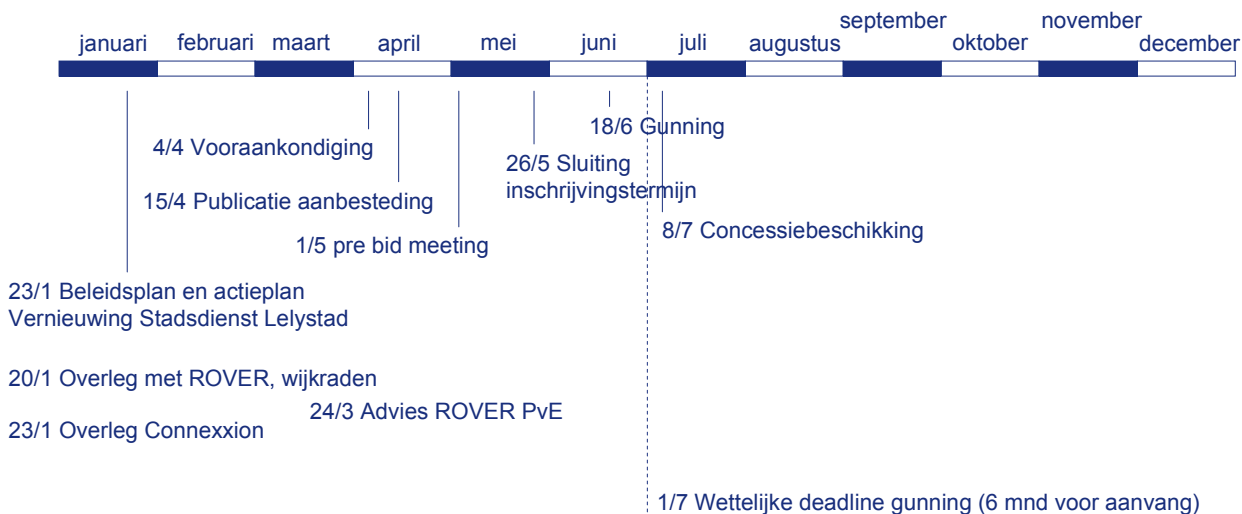 januari
februari
maart
april
mei
juni
juli
augustus
september
oktober
november
december
18/6 Gunning
4/4 Vooraankondiging
26/5 Sluiting
inschrijvingstermijn
15/4 Publicatie aanbesteding
8/7 Concessiebeschikking
1/5 pre bid meeting
23/1 Beleidsplan en actieplan
Vernieuwing Stadsdienst Lelystad
20/1 Overleg met ROVER, wijkraden
24/3 Advies ROVER PvE
23/1 Overleg Connexxion
1/7 Wettelijke deadline gunning (6 mnd voor aanvang)